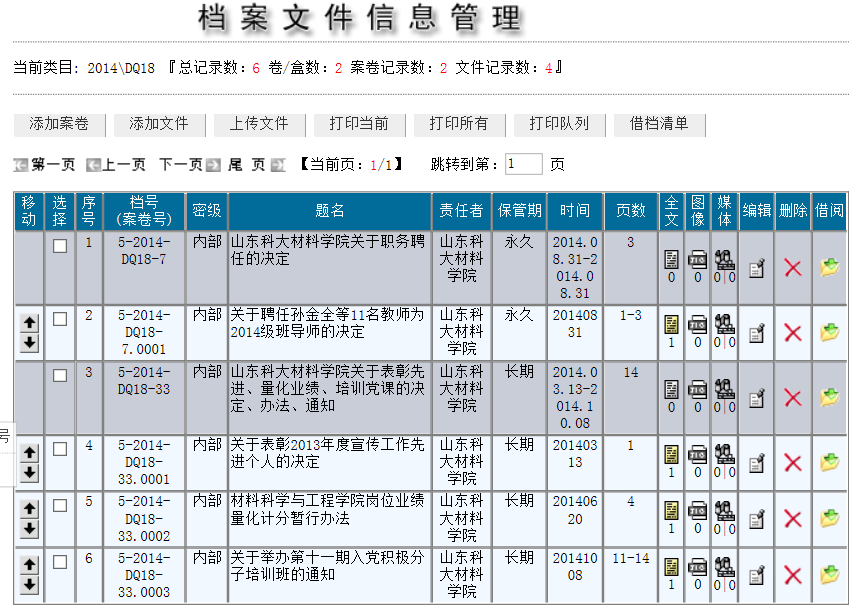 档案文件信息管理
当前类目: 2014\DQ18 『总记录数:6 卷/盒数:2 案卷记录数:2 文件记录数:4』
添加案卷 添加文件 上传文件 打印当前 打印所有 打印队列 借档清单
第一页 上一页 下一页 尾 页 【当前页:1/1】 跳转到第: 1 页
移动 选择 序号 档号(案卷号) 密级 题名 责任者 保管期 时间 页数 全文 图像 媒体 编辑 删除 借阅
1 5-2014-DQ18-7 内部 山东科大材料学院关于职务聘任的决定 山东科大材料学院 永久 2014.08.31-2014.08.31 3 0 0 0|0
2 5-2014-DQ18-7.0001 内部 关于聘任孙金全等11名教师为2014级班导师的决定 山东科大材料学院 永久 20140831 1-3 1 0 0|0
3 5-2014-DQ18-33 内部 山东科大材料学院关于表彰先进、量化业绩、培训党课的决定、办法、通知 山东科大材料学院 长期 2014.03.13-2014.10.08 14 0 0 0|0
号
4 5-2014-DQ18-33.0001 内部 关于表彰2013年度宣传工作先进个人的决定 山东科大材料学院 长期 20140313 1 1 0 0|0
5 5-2014-DQ18-33.0002 内部 材料科学与工程学院岗位业绩量化计分暂行办法 山东科大材料学院 长期 20140620 4 1 0 0|0
6 5-2014-DQ18-33.0003 内部 关于举办第十一期入党积极分子培训班的通知 山东科大材料学院 长期 20141008 11-14 1 0 0|0